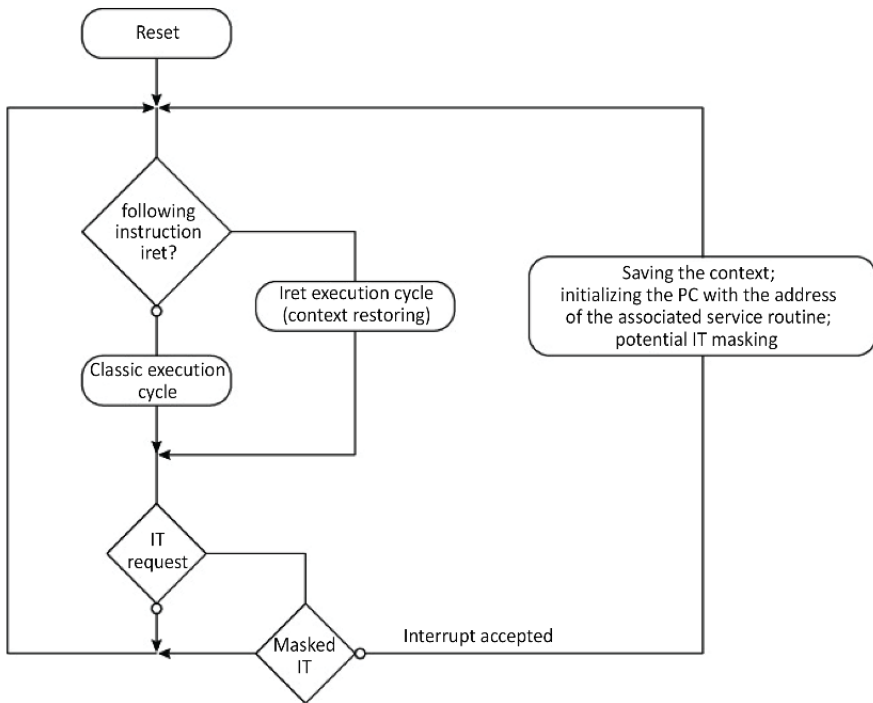 Reset
following
instruction
iret?
Iret execution cycle
(context restoring)
Saving the context;
initializing the PC with the address
of the associated service routine;
potential IT masking
Classic execution
cycle
IT
request
Masked
IT
Interrupt accepted